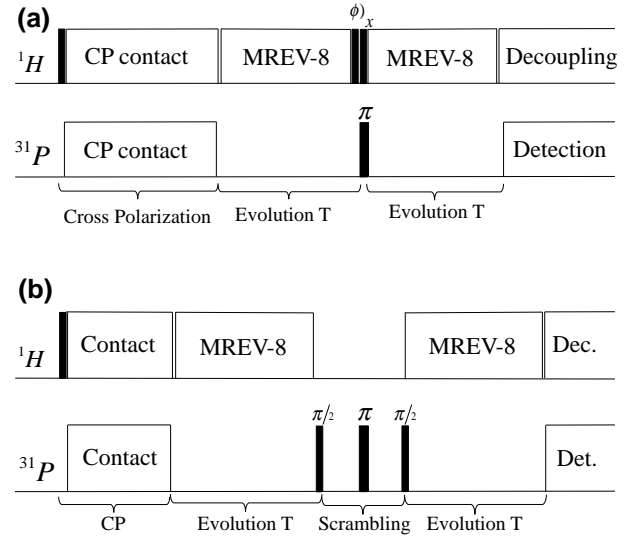 (a)
ϕ)x
1H CP contact MREV-8 MREV-8 Decoupling
π
31P CP contact Detection
Cross Polarization Evolution T Evolution T
(b)
1H Contact MREV-8 MREV-8 Dec.
π/2 π π/2
31P Contact Det.
CP Evolution T Scrambling Evolution T